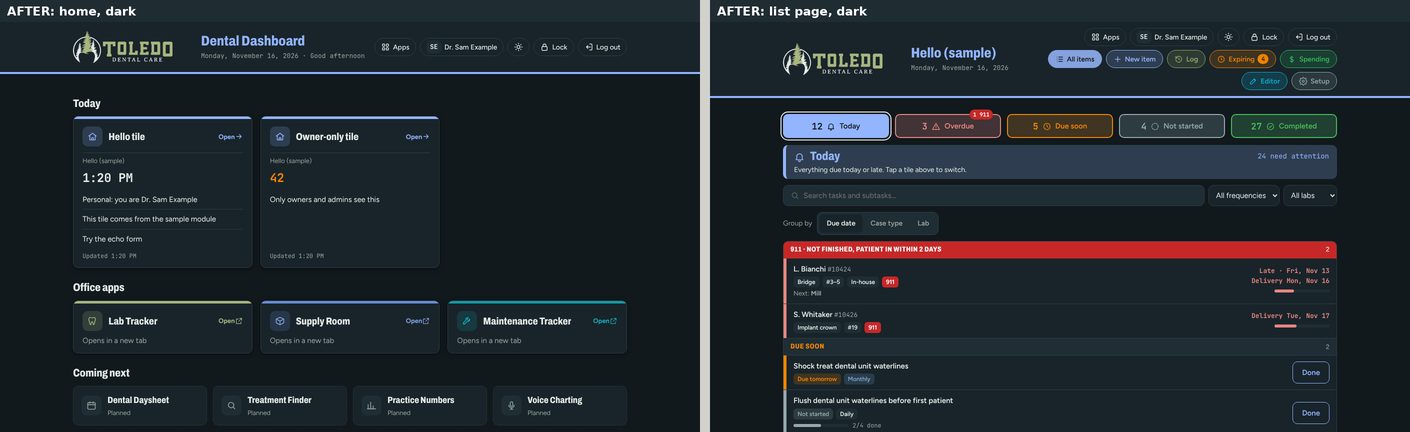 AFTER: home, dark
TOLEDO
DENTAL CARE
Dental Dashboard
Monday, November 16, 2026 · Good afternoon
Apps
SE Dr. Sam Example
Lock
Log out
Today
Hello tile
Open
Hello (sample)
1:20 PM
Personal: you are Dr. Sam Example
This tile comes from the sample module
Try the echo form
Updated 1:20 PM
Owner-only tile
Open
Hello (sample)
42
Only owners and admins see this
Updated 1:20 PM
Office apps
Lab Tracker
Open
Opens in a new tab
Supply Room
Open
Opens in a new tab
Maintenance Tracker
Open
Opens in a new tab
Coming next
Dental Daysheet
Planned
Treatment Finder
Planned
Practice Numbers
Planned
Voice Charting
Planned
AFTER: list page, dark
TOLEDO
DENTAL CARE
Hello (sample)
Monday, November 16, 2026
Apps
SE Dr. Sam Example
Lock
Log out
All items
New item
Log
Expiring 4
$ Spending
Editor
Setup
12 Today
3 Overdue
1 911
5 Due soon
4 Not started
27 Completed
Today
Everything due today or late. Tap a tile above to switch.
24 need attention
Search tasks and subtasks...
All frequencies
All labs
Group by
Due date
Case type
Lab
911 · NOT FINISHED, PATIENT IN WITHIN 2 DAYS 2
L. Bianchi #10424
Bridge #3–5 In-house 911
Next: Mill
Late · Fri, Nov 13
Delivery Mon, Nov 16
S. Whitaker #10426
Implant crown #19 911
Delivery Tue, Nov 17
DUE SOON 2
Shock treat dental unit waterlines
Due tomorrow Monthly
Done
Flush dental unit waterlines before first patient
Not started Daily
2/4 done
Done